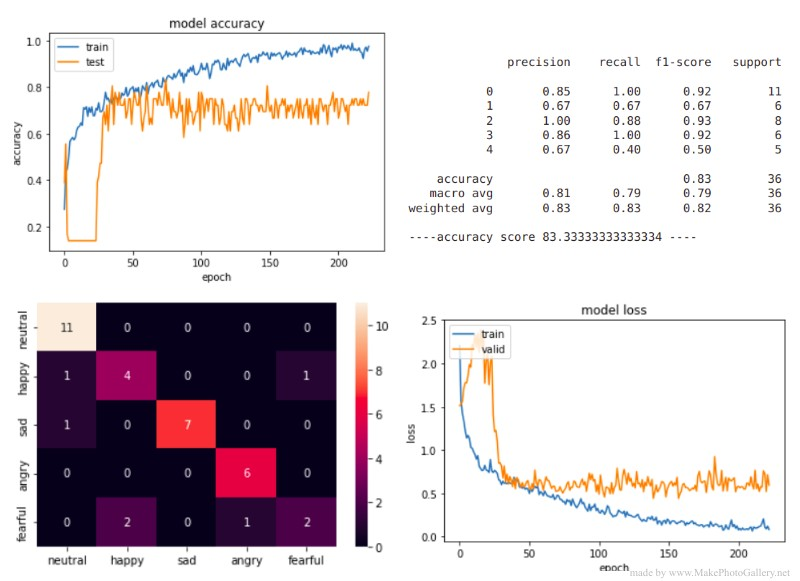 model accuracy
train
test
1.0
0.8
0.6
0.4
0.2
accuracy
0 50 100 150 200
epoch
precision recall f1-score support
0 0.85 1.00 0.92 11
1 0.67 0.67 0.67 6
2 1.00 0.88 0.93 8
3 0.86 1.00 0.92 6
4 0.67 0.40 0.50 5
accuracy 0.83 36
macro avg 0.81 0.79 0.79 36
weighted avg 0.83 0.83 0.82 36
----accuracy score 83.33333333333334 ----
neutral 11 0 0 0 0
happy 1 4 0 0 1
sad 1 0 7 0 0
angry 0 0 0 6 0
fearful 0 2 0 1 2
neutral happy sad angry fearful
10
8
6
4
2
0
model loss
train
valid
2.5
2.0
1.5
1.0
0.5
0.0
loss
0 50 100 150 200
epoch
made by www.MakePhotoGallery.net